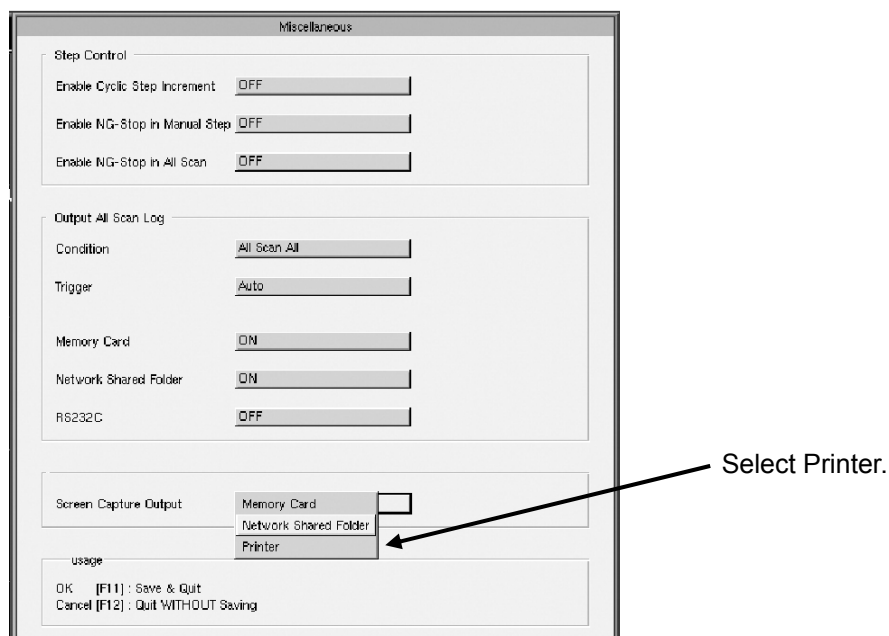 Miscellaneous
Step Control
Enable Cyclic Step Increment OFF
Enable NG-Stop in Manual Step OFF
Enable NG-Stop in All Scan OFF
Output All Scan Log
Condition All Scan All
Trigger Auto
Memory Card ON
Network Shared Folder ON
RS232C OFF
Select Printer.
Screen Capture Output Memory Card
Network Shared Folder
Printer
usage
OK [F11] : Save & Quit
Cancel [F12] : Quit WITHOUT Saving